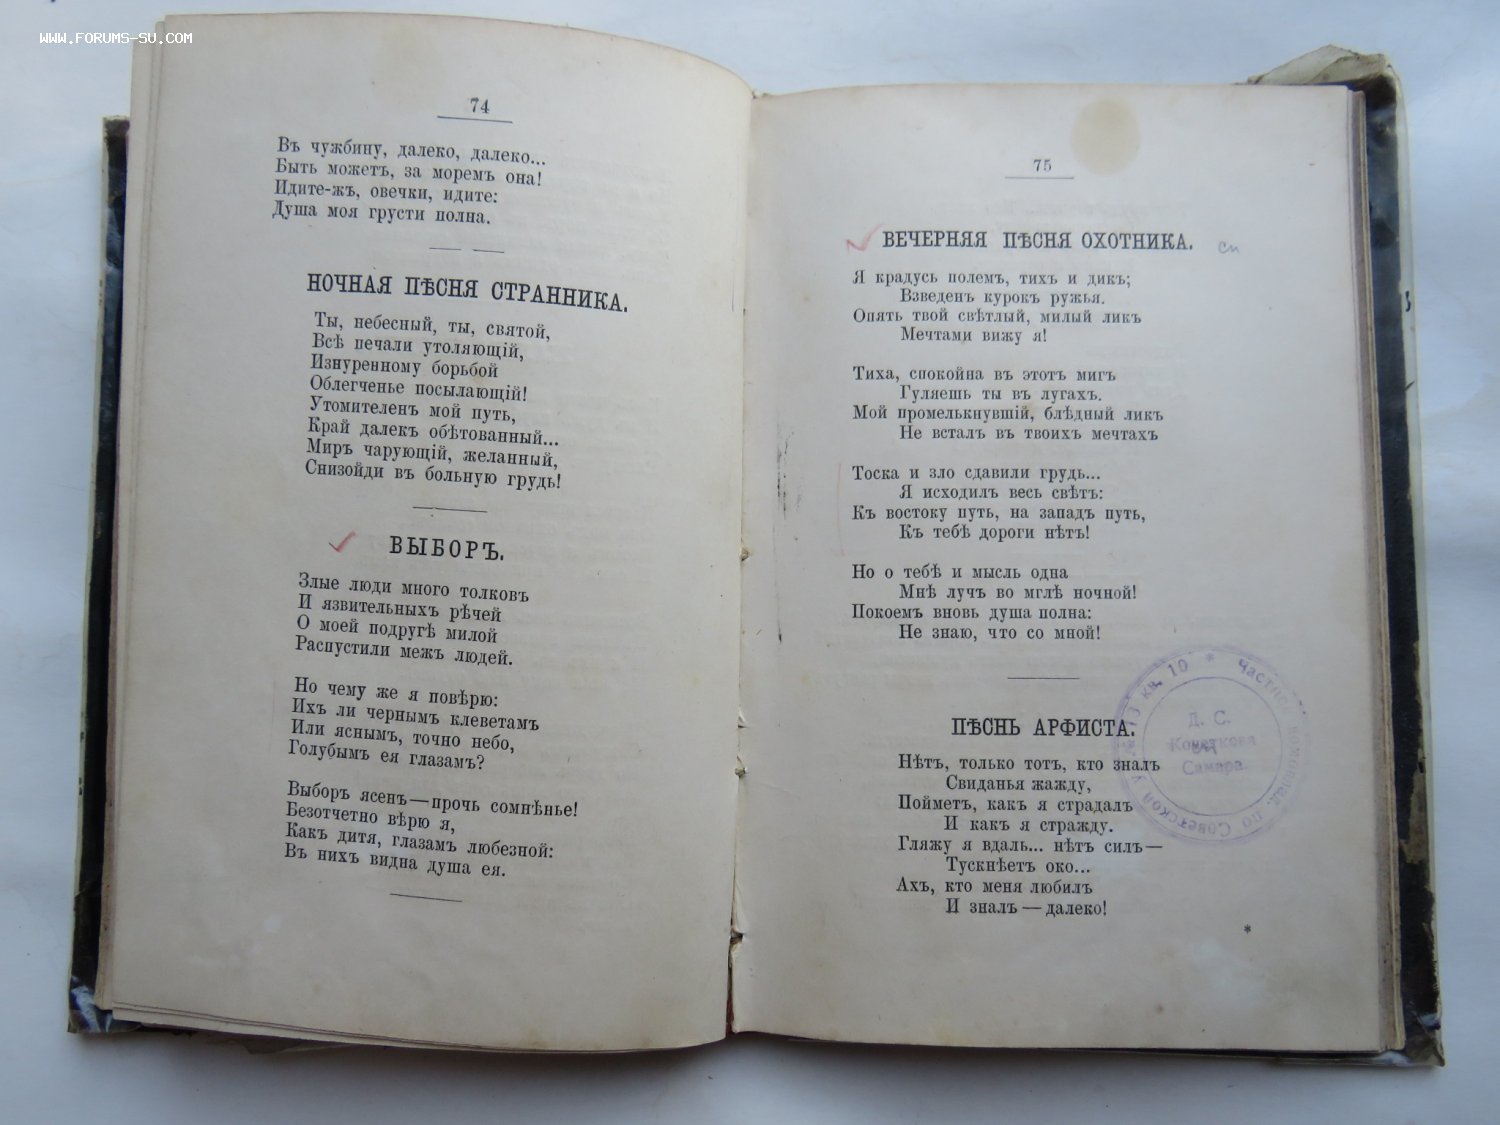 WWW.FORUMS-SU.COM
74
Въ чужбину, далеко, далеко...
Быть можетъ, за моремъ она!
Идите-жъ, овечки, идите:
Душа моя грусти полна.
НОЧНАЯ ПѢСНЯ СТРАННИКА.
Ты, небесный, ты, святой,
Всѣ печали утоляющій,
Изнуренному борьбой
Облегченье посылающій!
Утомителенъ мой путь,
Край далекъ обѣтованный...
Миръ чарующій, желанный,
Снизойди въ больную грудь!
ВЫБОРЪ.
Злые люди много толковъ
И язвительныхъ рѣчей
О моей подругѣ милой
Распустили межъ людей.
Но чему же я повѣрю:
Ихъ ли чернымъ клеветамъ
Или яснымъ, точно небо,
Голубымъ ея глазамъ?
Выборъ ясенъ—прочь сомнѣнье!
Безотчетно вѣрю я,
Какъ дитя, глазамъ любезной:
Въ нихъ видна душа ея.
75
ВЕЧЕРНЯЯ ПѢСНЯ ОХОТНИКА.
сп
Я крадусь полемъ, тихъ и дикъ;
Взведенъ курокъ ружья.
Опять твой свѣтлый, милый ликъ
Мечтами вижу я!
Тиха, спокойна въ этотъ мигъ
Гуляешь ты въ лугахъ.
Мой промелькнувшій, блѣдный ликъ
Не всталъ въ твоихъ мечтахъ
Тоска и зло сдавили грудь...
Я исходилъ весь свѣтъ:
Къ востоку путь, на западъ путь,
Къ тебѣ дороги нѣтъ!
Но о тебѣ и мысль одна
Мнѣ лучъ во мглѣ ночной!
Покоемъ вновь душа полна:
Не знаю, что со мной!
ПѢСНЬ АРФИСТА.
Нѣтъ, только тотъ, кто зналъ
Свиданья жажду,
Пойметъ, какъ я страдалъ
И какъ я стражду.
Гляжу я вдаль... нѣтъ силъ—
Тускнѣетъ око...
Ахъ, кто меня любилъ
И зналъ—далеко!
*
по Советской
кв. 10 *
Д. С.
Самара